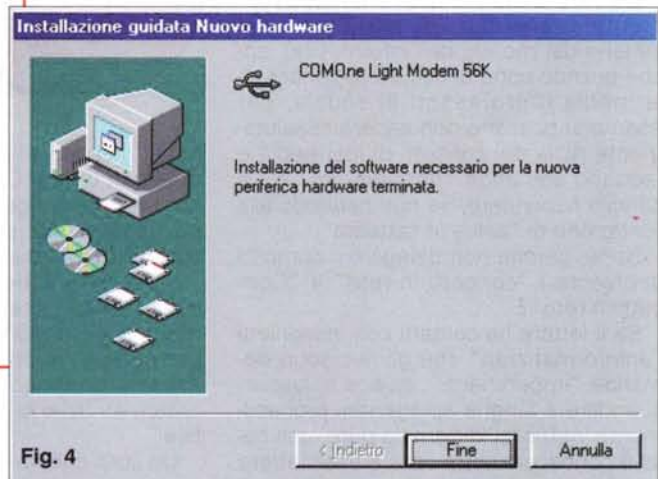 Installazione guidata Nuovo hardware
COMOne Light Modem 56K
Installazione del software necessario per la nuova
periferica hardware terminata.
< Indietro
Fine
Annulla
Fig. 4